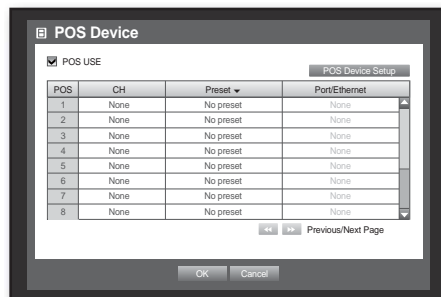 POS Device
POS USE
POS Device Setup
POS CH Preset Port/Ethernet
1 None No preset None
2 None No preset None
3 None No preset None
4 None No preset None
5 None No preset None
6 None No preset None
7 None No preset None
8 None No preset None
Previous/Next Page
OK Cancel